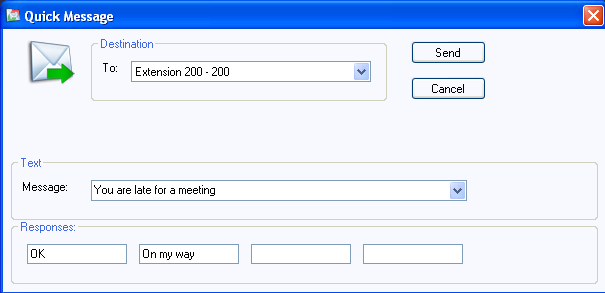 Quick Message
Destination
To: Extension 200 - 200
Send
Cancel
Text
Message: You are late for a meeting
Responses:
OK On my way